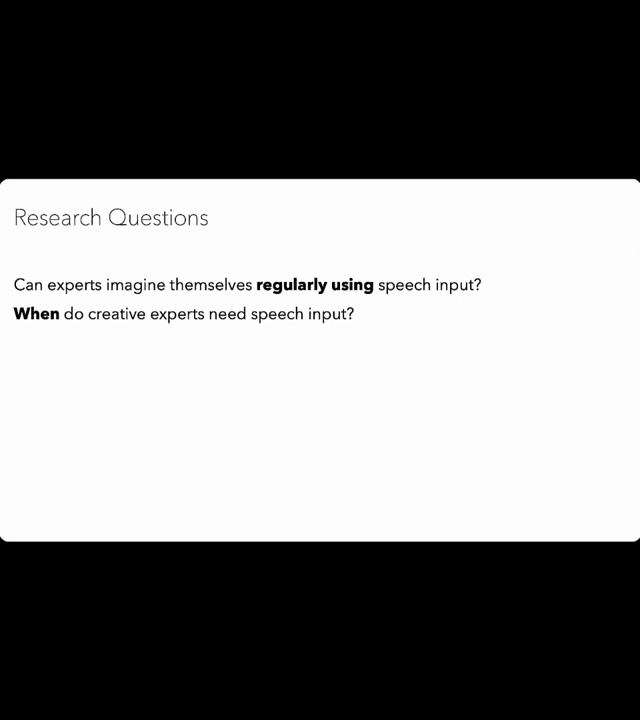 Research Questions
Can experts imagine themselves regularly using speech input?
When do creative experts need speech input?